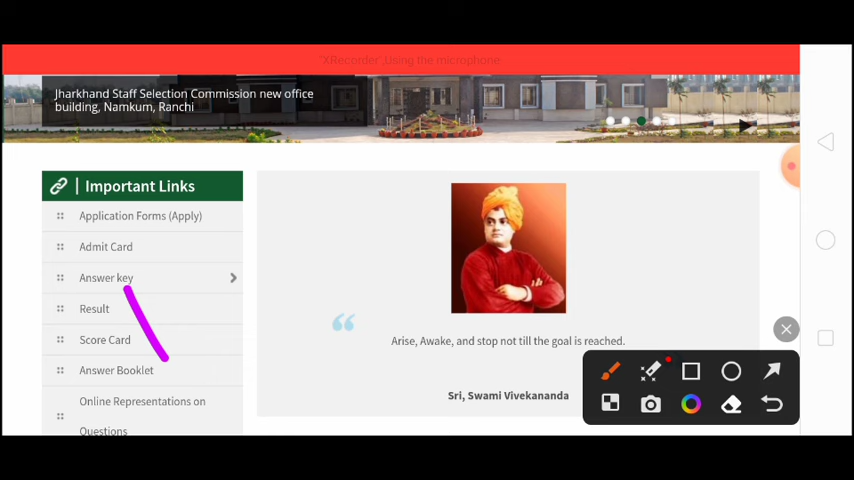 'XRecorder',Using the microphone
Jharkhand Staff Selection Commission new office
building, Namkum, Ranchi
| Important Links
Application Forms (Apply)
Admit Card
Answer key
Result
Score Card
Answer Booklet
Online Representations on
Questions
“
Arise, Awake, and stop not till the goal is reached.
Sri, Swami Vivekananda